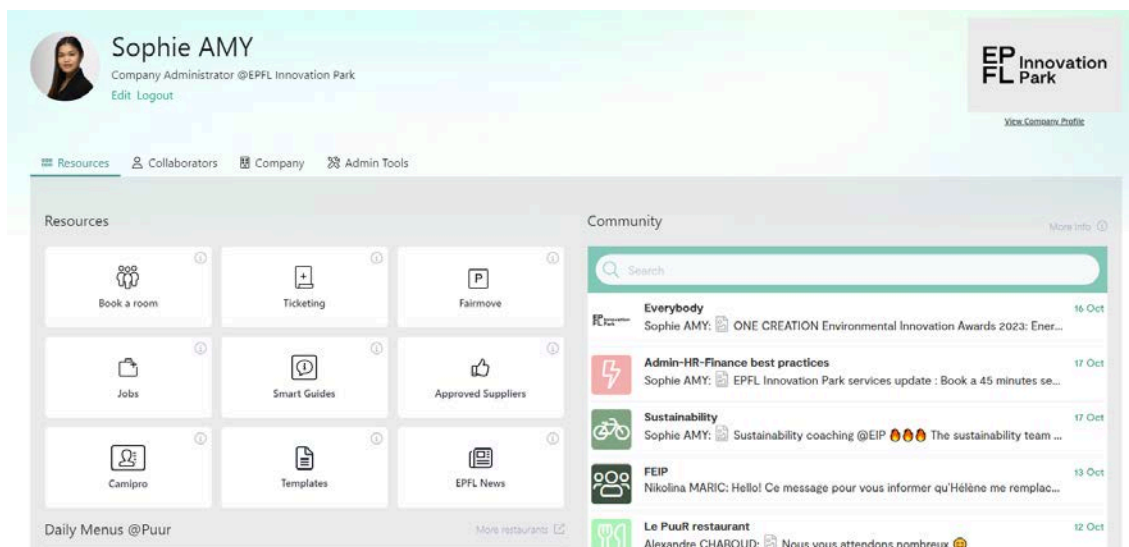 Sophie AMY
Company Administrator @EPFL Innovation Park
Edit Logout
EP
FL Innovation
Park
View Company Profile
Resources Collaborators Company Admin Tools
Resources
Book a room
Ticketing
P
Fairmove
Jobs
Smart Guides
Approved Suppliers
Camipro
Templates
EPFL News
Daily Menus @Puur
More restaurants
Community
More info
Search
Everybody
16 Oct
Sophie AMY: ONE CREATION Environmental Innovation Awards 2023: Ener...
Admin-HR-Finance best practices
17 Oct
Sophie AMY: EPFL Innovation Park services update : Book a 45 minutes se...
Sustainability
17 Oct
Sophie AMY: Sustainability coaching @EIP 🔥🔥🔥 The sustainability team ...
FEIP
13 Oct
Nikolina MARIC: Hello! Ce message pour vous informer qu'Hélène me remplac...
Le PuuR restaurant
12 Oct
Alexandre CHAROUD: Nous vous attendons nombreux